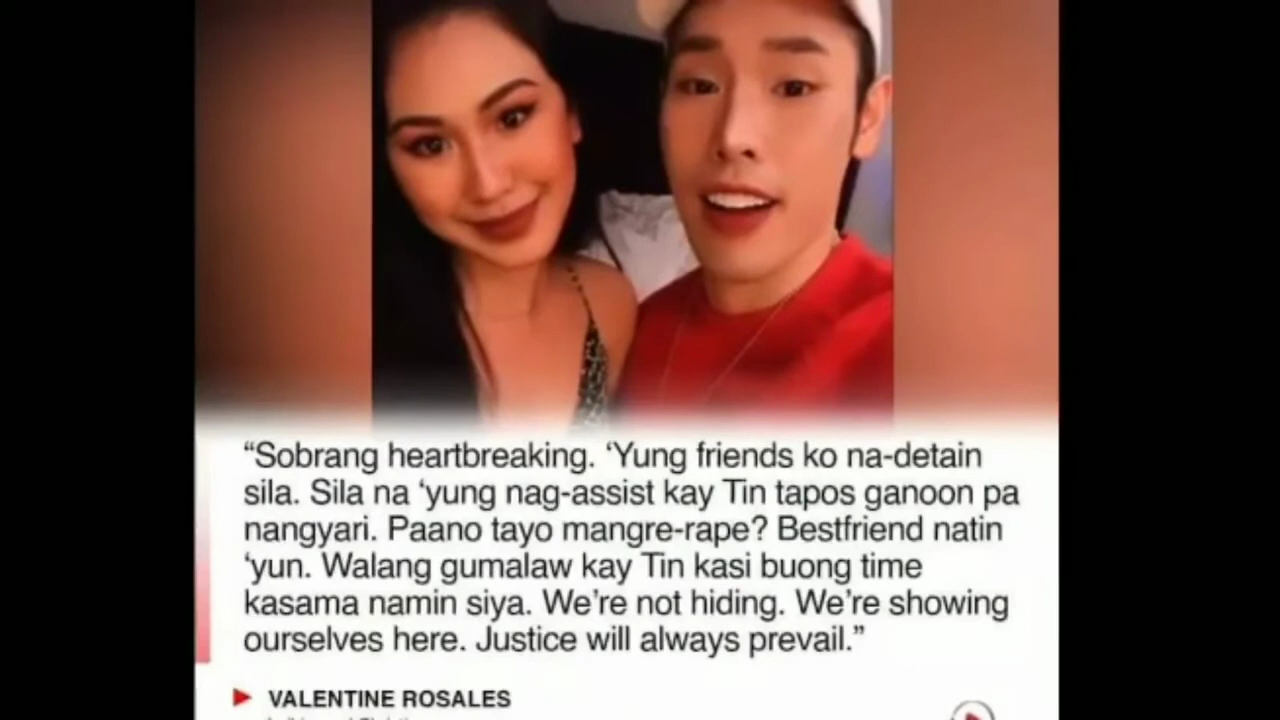 “Sobrang heartbreaking. ‘Yung friends ko na-detain
sila. Sila na ‘yung nag-assist kay Tin tapos ganoon pa
nangyari. Paano tayo mangre-rape? Bestfriend natin
‘yun. Walang gumalaw kay Tin kasi buong time
kasama namin siya. We’re not hiding. We’re showing
ourselves here. Justice will always prevail.”
VALENTINE ROSALES